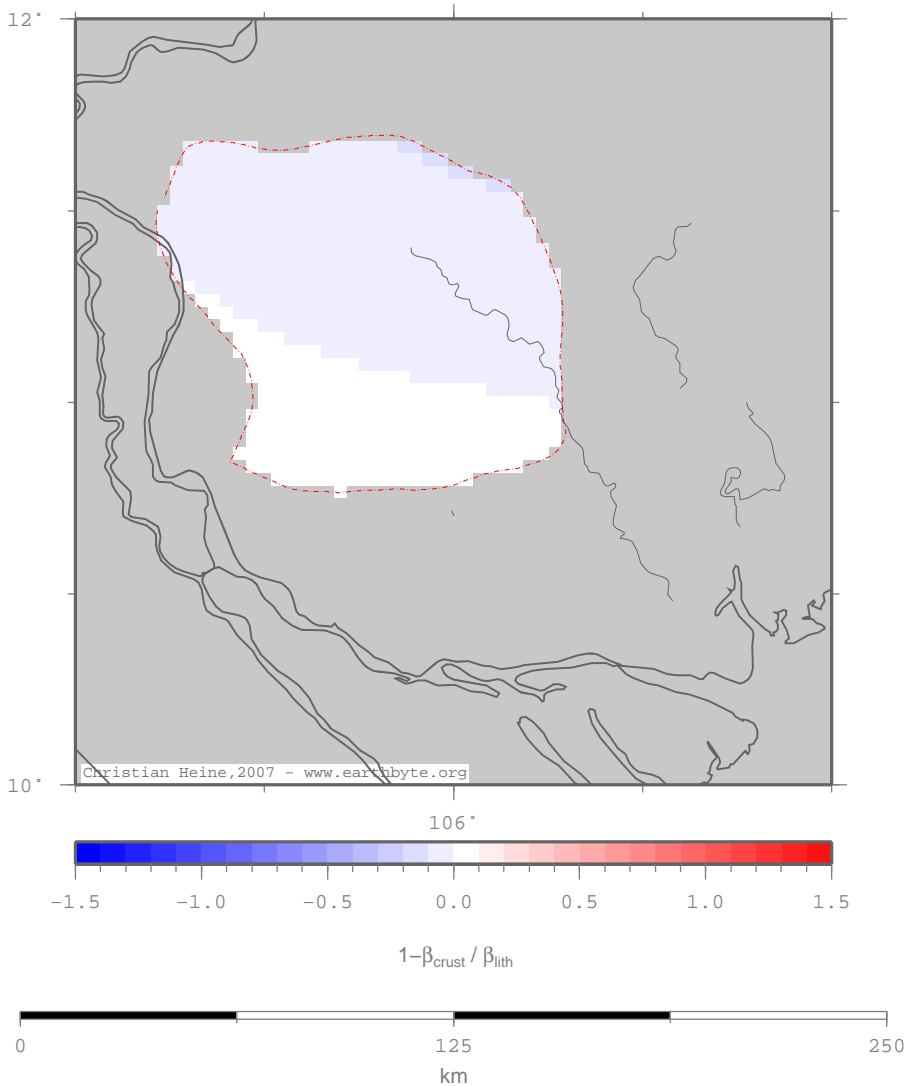 12°
10°
Christian Heine,2007 - www.earthbyte.org
106°
−1.5 −1.0 −0.5 0.0 0.5 1.0 1.5
1−βcrust / βlith
0 125 250
km